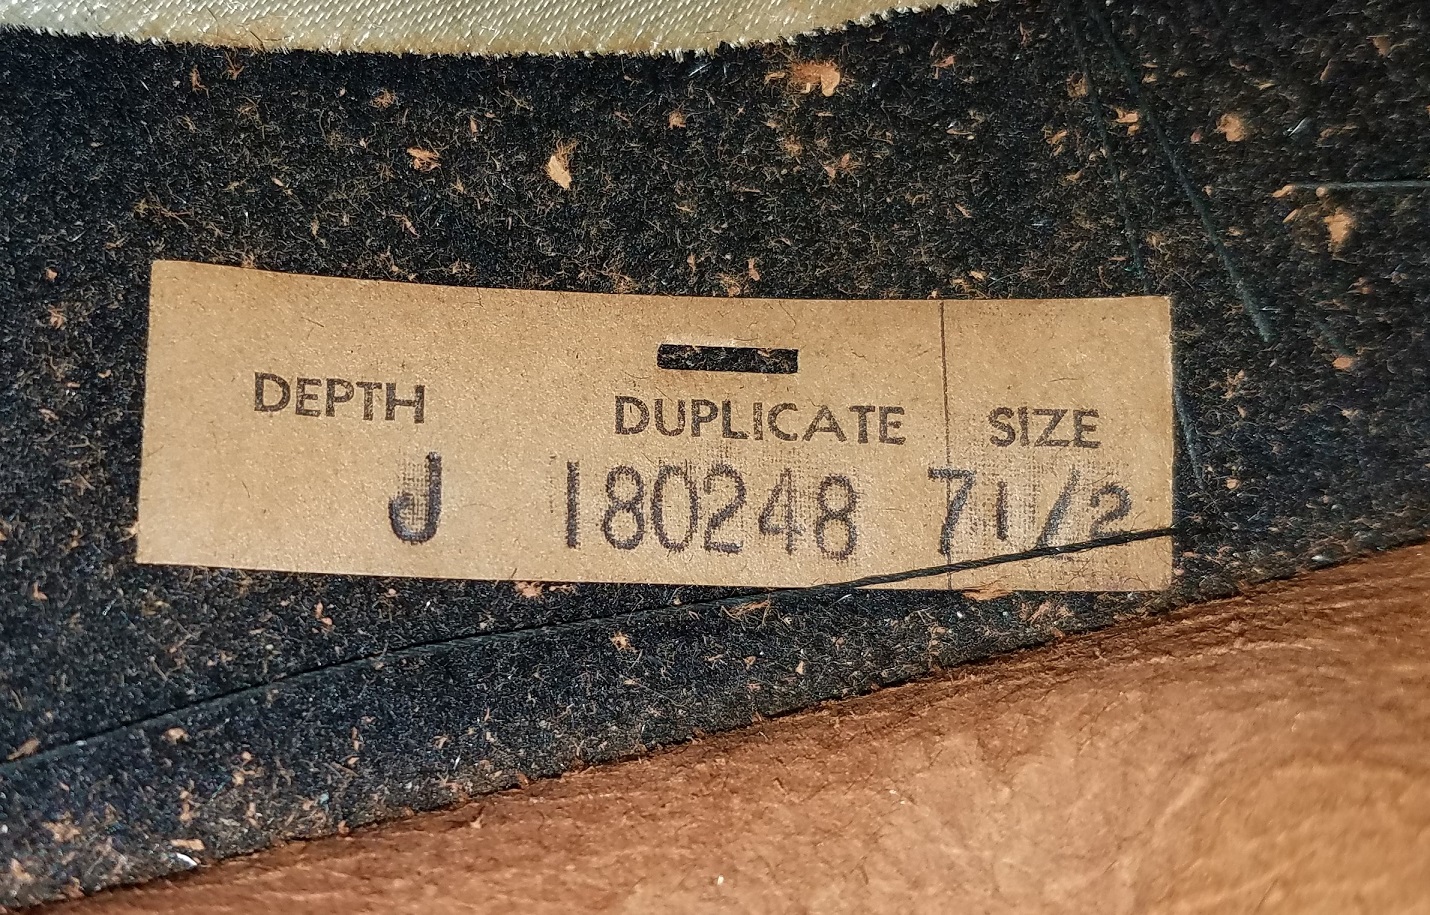 DEPTH DUPLICATE SIZE
J 180248 7 1/2